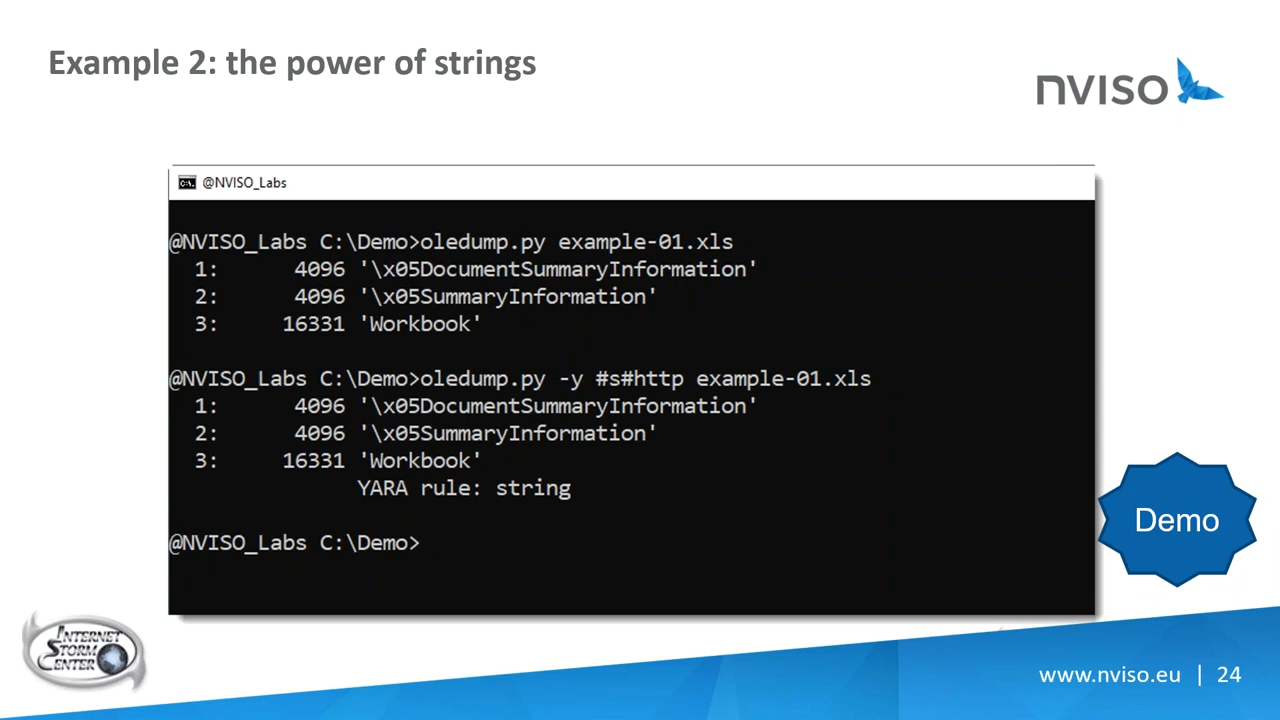 Example 2: the power of strings
nviso
C:\.
@NVISO_Labs
@NVISO_Labs C:\Demo>oledump.py example-01.xls
1: 4096 '\x05DocumentSummaryInformation'
2: 4096 '\x05SummaryInformation'
3: 16331 'Workbook'
@NVISO_Labs C:\Demo>oledump.py -y #s#http example-01.xls
1: 4096 '\x05DocumentSummaryInformation'
2: 4096 '\x05SummaryInformation'
3: 16331 'Workbook'
YARA rule: string
@NVISO_Labs C:\Demo>
Demo
INTERNET
STORM
CENTER
www.nviso.eu | 24